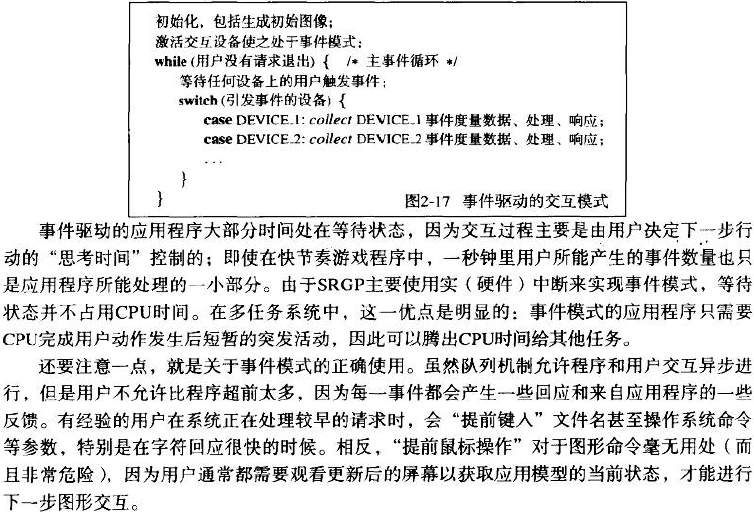 初始化，包括生成初始图像；
激活交互设备使之处于事件模式；
while (用户没有请求退出) { /* 主事件循环 */
等待任何设备上的用户触发事件；
switch (引发事件的设备) {
case DEVICE_1: collect DEVICE_1 事件度量数据、处理、响应；
case DEVICE_2: collect DEVICE_2 事件度量数据、处理、响应；
...
}
}
图2-17 事件驱动的交互模式
事件驱动的应用程序大部分时间处在等待状态，因为交互过程主要是由用户决定下一步行
动的“思考时间”控制的；即使在快节奏游戏程序中，一秒钟里用户所能产生的事件数量也只
是应用程序所能处理的一小部分。由于SRGP主要使用实（硬件）中断来实现事件模式，等待
状态并不占用CPU时间。在多任务系统中，这一优点是明显的：事件模式的应用程序只需要
CPU完成用户动作发生后短暂的突发活动，因此可以腾出CPU时间给其他任务。
还要注意一点，就是关于事件模式的正确使用。虽然队列机制允许程序和用户交互异步进
行，但是用户不允许比程序超前太多，因为每一事件都会产生一些回应和来自应用程序的一些
反馈。有经验的用户在系统正在处理较早的请求时，会“提前键人”文件名甚至操作系统命令
等参数，特别是在字符回应很快的时候。相反，“提前鼠标操作”对于图形命令毫无用处（而
且非常危险），因为用户通常都需要观看更新后的屏幕以获取应用模型的当前状态，才能进行
下一步图形交互。